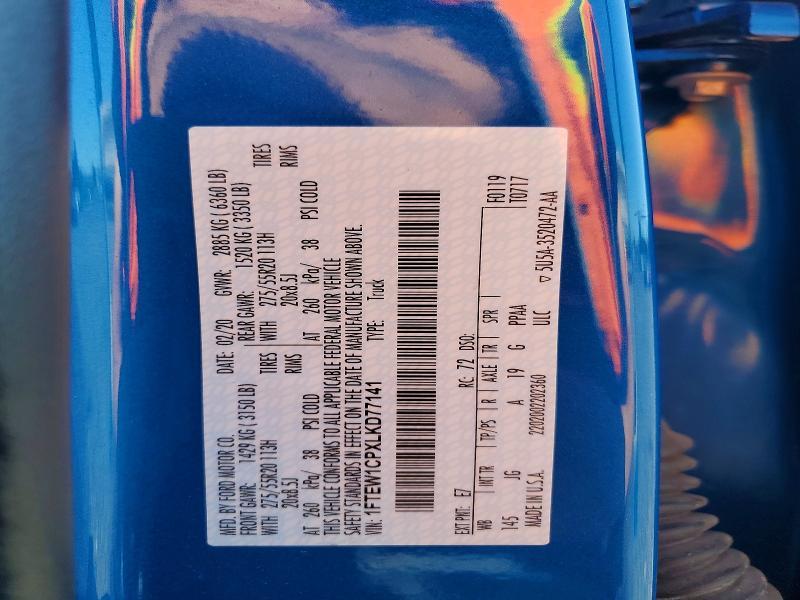 MFD. BY FORD MOTOR CO.
DATE: 02/20 GVWR: 2885 KG ( 6360 LB)
FRONT GAWR: 1429 KG ( 3150 LB) REAR GAWR: 1520 KG ( 3350 LB)
WITH 275/55R20 113H TIRES WITH 275/55R20 113H TIRES
20x8.5J RIMS 20x8.5J RIMS
AT 260 kPa/ 38 PSI COLD AT 260 kPa/ 38 PSI COLD
THIS VEHICLE CONFORMS TO ALL APPLICABLE FEDERAL MOTOR VEHICLE
SAFETY STANDARDS IN EFFECT ON THE DATE OF MANUFACTURE SHOWN ABOVE.
VIN: 1FTEW1CPXLKD77141 TYPE: Truck
F0119
T0717
EXT PNT: E7 RC: 72 DSO:
WB INT TR TP/PS R AXLE TR SPR
145 JG A 19 G PPAA
2202002202360 ULC
MADE IN U.S.A. ▽ 5U5A-3520472-AA